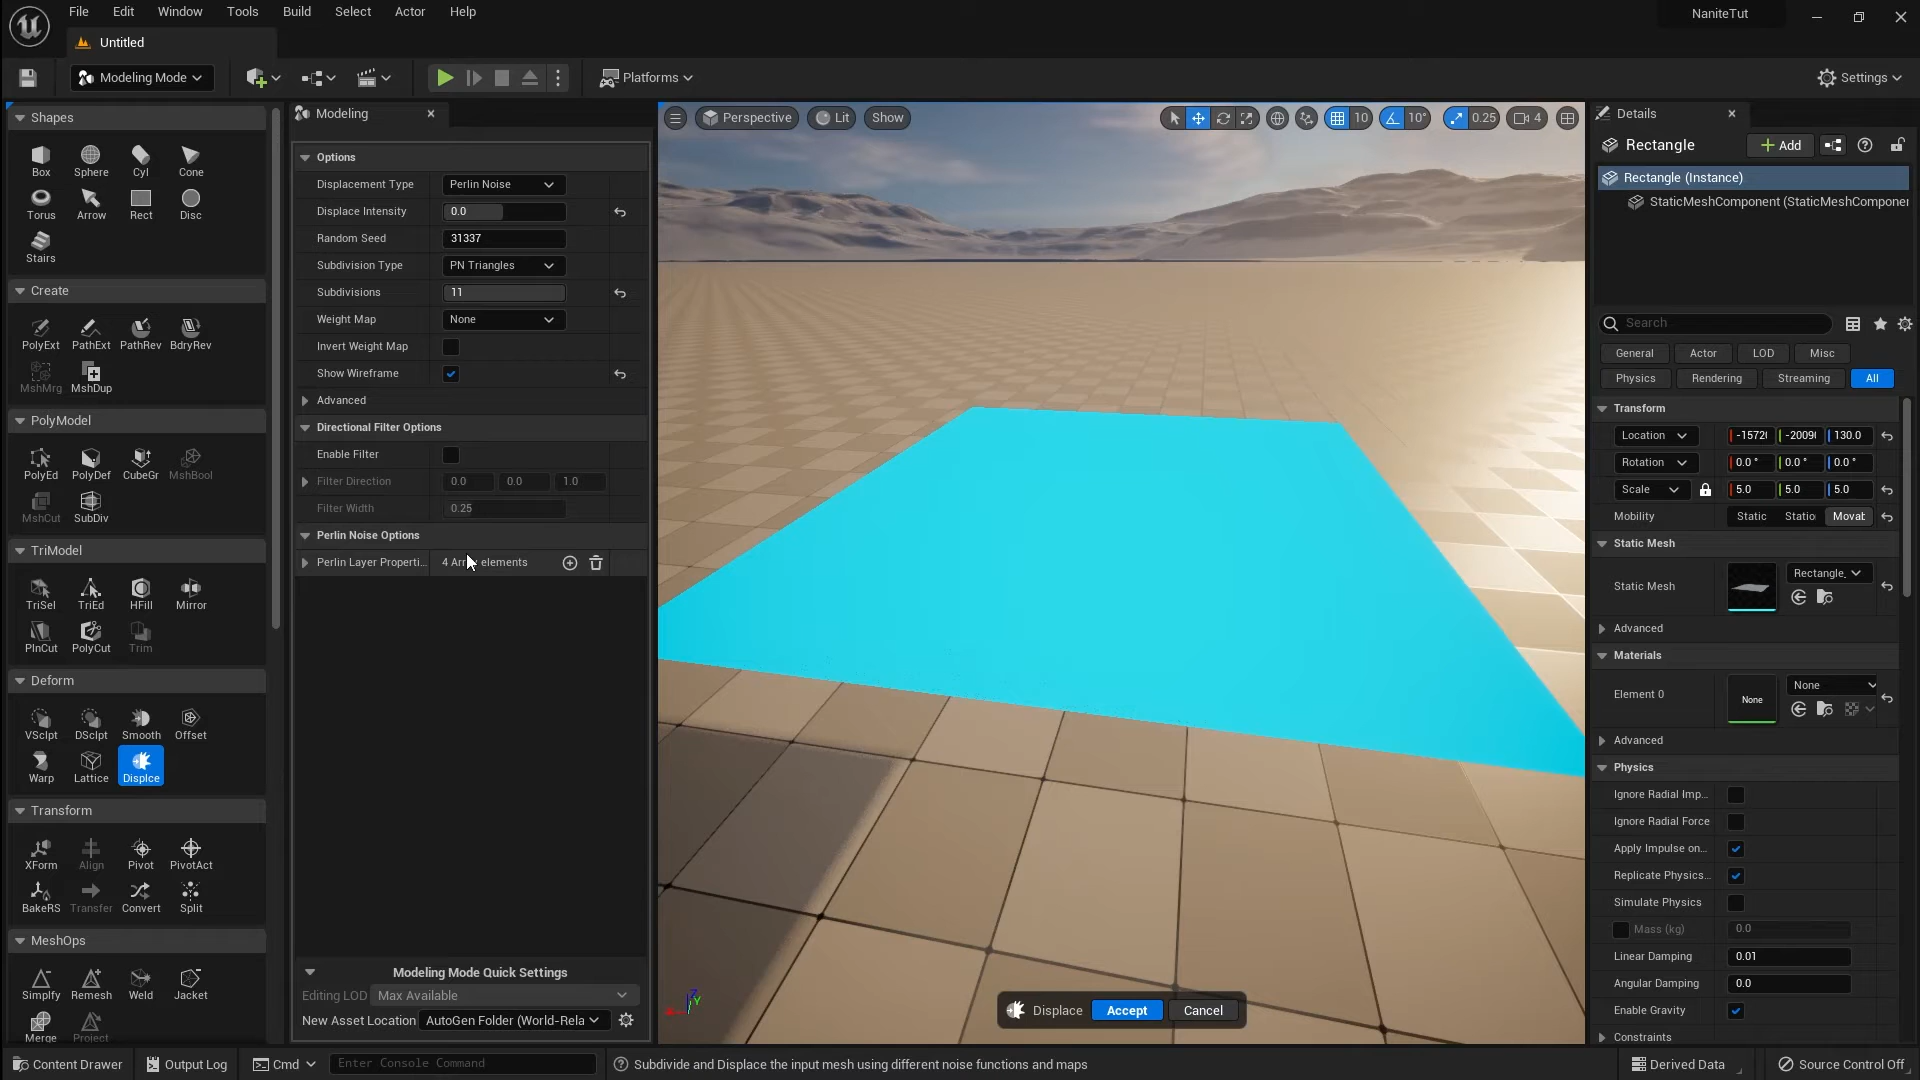 File Edit View Window Tools Build Select Actor Help
NaniteTut
Untitled
Modeling Mode
Platforms
Settings
Shapes
Box Sphere Cyl Cone
Torus Arrow Rect Disc
Stairs
Create
PolyExt PathExt PathRev BdryRev
MshMrg MshDup
PolyModel
PolyEd PolyDef CubeGr MshBool
MshCut SubDiv
TriModel
TriSel TriEd HFill Mirror
PlnCut PolyCut Trim
Deform
VSclpt DSclpt Smooth Offset
Warp Lattice Displce
Transform
XForm Align Pivot PivotAct
BakeRS Transfer Convert Split
MeshOps
Simplfy Remesh Weld Jacket
Merge Project
Modeling
Options
Displacement Type Perlin Noise
Displace Intensity 0.0
Random Seed 31337
Subdivision Type PN Triangles
Subdivisions 11
Weight Map None
Invert Weight Map
Show Wireframe
Advanced
Directional Filter Options
Enable Filter
Filter Direction 0.0 0.0 1.0
Filter Width 0.25
Perlin Noise Options
Perlin Layer Properti... 4 Arr elements
Modeling Mode Quick Settings
Editing LOD Max Available
New Asset Location AutoGen Folder (World-Rela
Perspective Lit Show
10 10° 0.25 4
Z
Y
Displace Accept Cancel
Details
Rectangle Add
Rectangle (Instance)
StaticMeshComponent (StaticMeshComponer
Search
General Actor LOD Misc
Physics Rendering Streaming All
Transform
Location -1572( -2009( 130.0
Rotation 0.0 ° 0.0 ° 0.0 °
Scale 5.0 5.0 5.0
Mobility Static Statio Movab
Static Mesh
Static Mesh Rectangle_
Advanced
Materials
Element 0 None None
Advanced
Physics
Ignore Radial Imp...
Ignore Radial Force
Apply Impulse on...
Replicate Physics...
Simulate Physics
Mass (kg) 0.0
Linear Damping 0.01
Angular Damping 0.0
Enable Gravity
Constraints
Content Drawer Output Log Cmd Enter Console Command Subdivide and Displace the input mesh using different noise functions and maps Derived Data Source Control Off